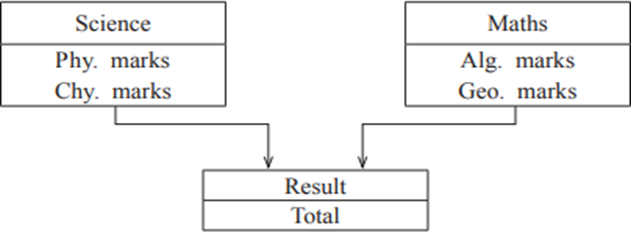 Science
Phy. marks
Chy. marks
Maths
Alg. marks
Geo. marks
Result
Total